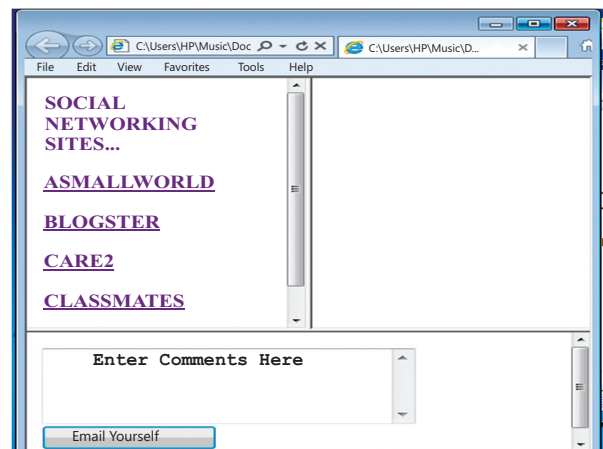 C:\Users\HP\Music\Doc
C:\Users\HP\Music\D...
File Edit View Favorites Tools Help
SOCIAL
NETWORKING
SITES...
ASMALLWORLD
BLOGSTER
CARE2
CLASSMATES
Enter Comments Here
Email Yourself